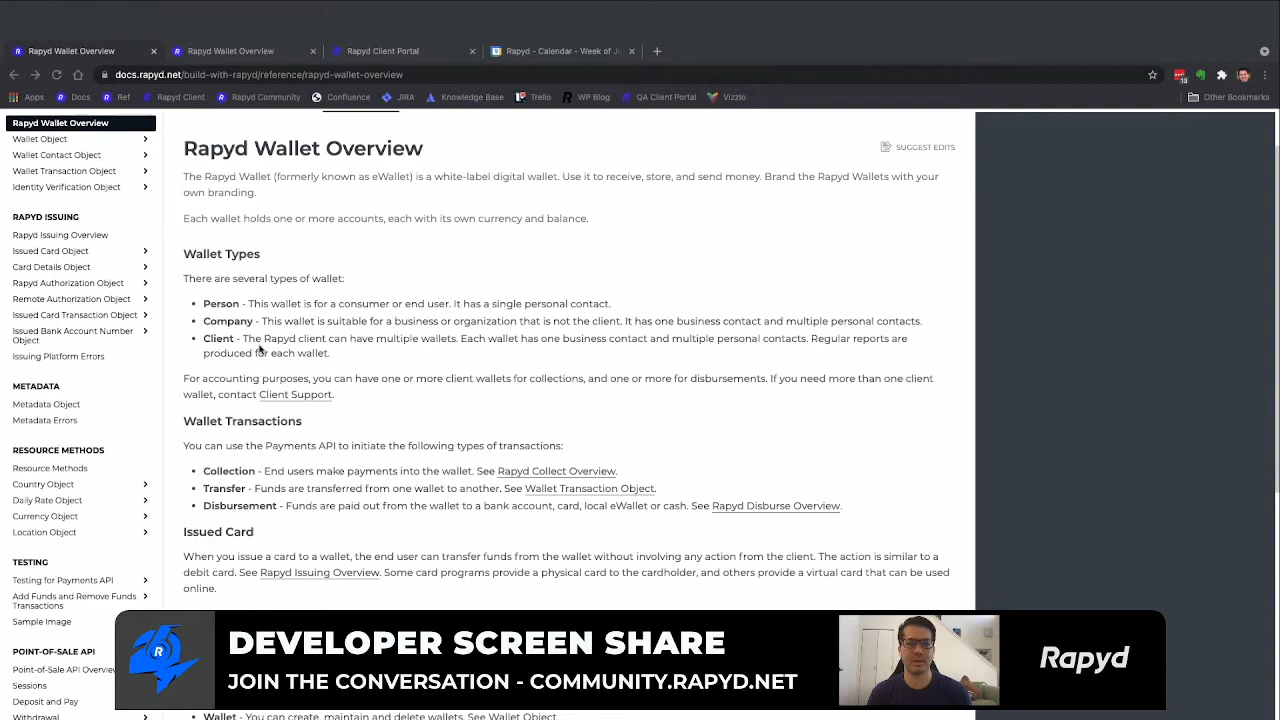 Rapyd Wallet Overview
Rapyd Wallet Overview
Rapyd Client Portal
Rapyd - Calendar - Week of J
docs.rapyd.net/build-with-rapyd/reference/rapyd-wallet-overview
13
Apps
Docs
Ref
Rapyd Client
Rapyd Community
Confluence
JIRA
Knowledge Base
Trello
WP Blog
QA Client Portal
Vizzlo
Other Bookmarks
Rapyd Wallet Overview
Wallet Object
Wallet Contact Object
Wallet Transaction Object
Identity Verification Object
RAPYD ISSUING
Rapyd Issuing Overview
Issued Card Object
Card Details Object
Rapyd Authorization Object
Remote Authorization Object
Issued Card Transaction Object
Issued Bank Account Number
Object
Issuing Platform Errors
METADATA
Metadata Object
Metadata Errors
RESOURCE METHODS
Resource Methods
Country Object
Daily Rate Object
Currency Object
Location Object
TESTING
Testing for Payments API
Add Funds and Remove Funds
Transactions
Sample Image
POINT-OF-SALE API
Point-of-Sale API Overview
Sessions
Deposit and Pay
Withdrawal
Rapyd Wallet Overview
SUGGEST EDITS
The Rapyd Wallet (formerly known as eWallet) is a white-label digital wallet. Use it to receive, store, and send money. Brand the Rapyd Wallets with your
own branding.
Each wallet holds one or more accounts, each with its own currency and balance.
Wallet Types
There are several types of wallet:
• Person - This wallet is for a consumer or end user. It has a single personal contact.
• Company - This wallet is suitable for a business or organization that is not the client. It has one business contact and multiple personal contacts.
• Client - The Rapyd client can have multiple wallets. Each wallet has one business contact and multiple personal contacts. Regular reports are
produced for each wallet.
For accounting purposes, you can have one or more client wallets for collections, and one or more for disbursements. If you need more than one client
wallet, contact Client Support.
Wallet Transactions
You can use the Payments API to initiate the following types of transactions:
• Collection - End users make payments into the wallet. See Rapyd Collect Overview.
• Transfer - Funds are transferred from one wallet to another. See Wallet Transaction Object.
• Disbursement - Funds are paid out from the wallet to a bank account, card, local eWallet or cash. See Rapyd Disburse Overview.
Issued Card
When you issue a card to a wallet, the end user can transfer funds from the wallet without involving any action from the client. The action is similar to a
debit card. See Rapyd Issuing Overview. Some card programs provide a physical card to the cardholder, and others provide a virtual card that can be used
online.
R
DEVELOPER SCREEN SHARE
JOIN THE CONVERSATION - COMMUNITY.RAPYD.NET
Rapyd
• Wallet - You can create, maintain and delete wallets. See Wallet Object.